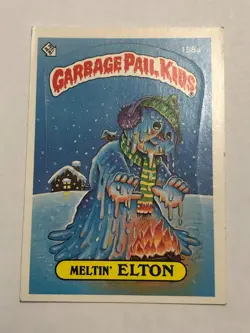 158a
GARBAGE PAIL KIDS
MELTIN' ELTON